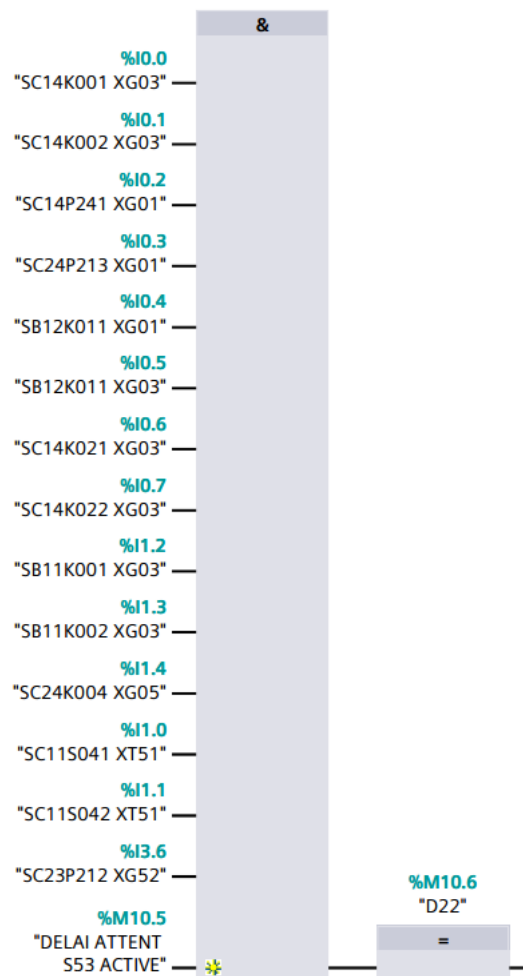 &
%I0.0
"SC14K001 XG03"
%I0.1
"SC14K002 XG03"
%I0.2
"SC14P241 XG01"
%I0.3
"SC24P213 XG01"
%I0.4
"SB12K011 XG01"
%I0.5
"SB12K011 XG03"
%I0.6
"SC14K021 XG03"
%I0.7
"SC14K022 XG03"
%I1.2
"SB11K001 XG03"
%I1.3
"SB11K002 XG03"
%I1.4
"SC24K004 XG05"
%I1.0
"SC11S041 XT51"
%I1.1
"SC11S042 XT51"
%I3.6
"SC23P212 XG52"
%M10.5
"DELAI ATTENT
S53 ACTIVE"
%M10.6
"D22"
=